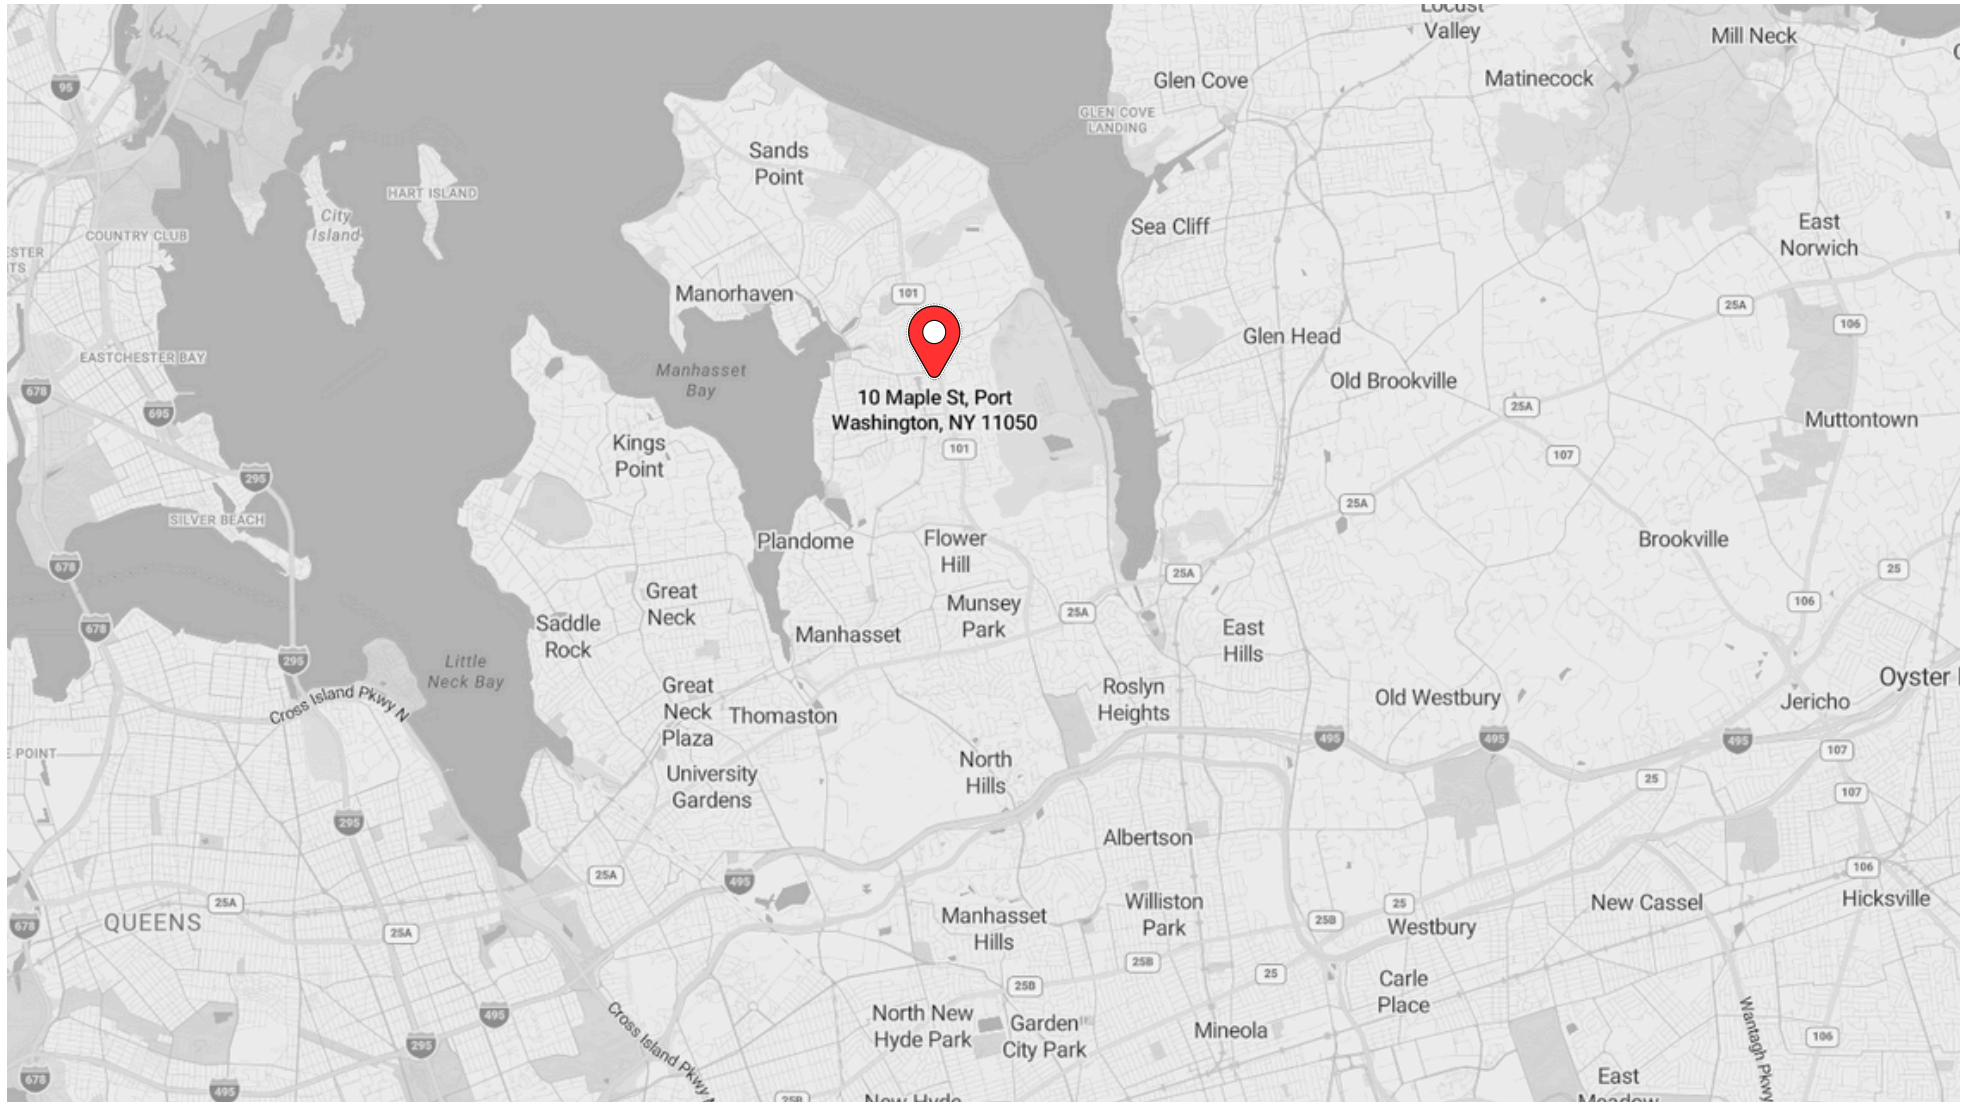 Locust
Valley
Mill Neck
95
Glen Cove
Matinecock
GLEN COVE
LANDING
Sands
Point
HART ISLAND
City
Island
COUNTRY CLUB
Sea Cliff
East
Norwich
Manorhaven
101
25A
106
Glen Head
EASTCHESTER BAY
Manhasset
Bay
678
695
Old Brookville
10 Maple St, Port
Washington, NY 11050
25A
Muttontown
Kings
Point
101
107
295
25A
SILVER BEACH
Plandome
Flower
Hill
Brookville
678
25A
25
Great
Neck
Munsey
Park
25A
106
678
Saddle
Rock
Manhasset
East
Hills
295
Little
Neck Bay
Cross Island Pkwy N
Great
Neck
Plaza
Thomaston
Roslyn
Heights
Old Westbury
Oyster
Jericho
495
495
495
107
E POINT
North
Hills
University
Gardens
25
107
295
Albertson
25A
495
106
25A
QUEENS
678
25A
Manhasset
Hills
Williston
Park
25
25B
Westbury
New Cassel
Hicksville
25B
25
25B
Carle
Place
495
North New
Hyde Park
Garden
City Park
Mineola
Cross Island Pkwy N
Wantagh Pkwy
106
295
678
495
25B
New Hyde
East
Meadow